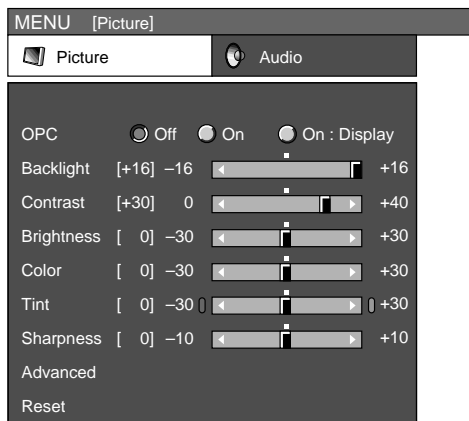 MENU [Picture]
Picture Audio
OPC Off On On : Display
Backlight [+16] –16 +16
Contrast [+30] 0 +40
Brightness [ 0] –30 +30
Color [ 0] –30 +30
Tint [ 0] –30 +30
Sharpness [ 0] –10 +10
Advanced
Reset